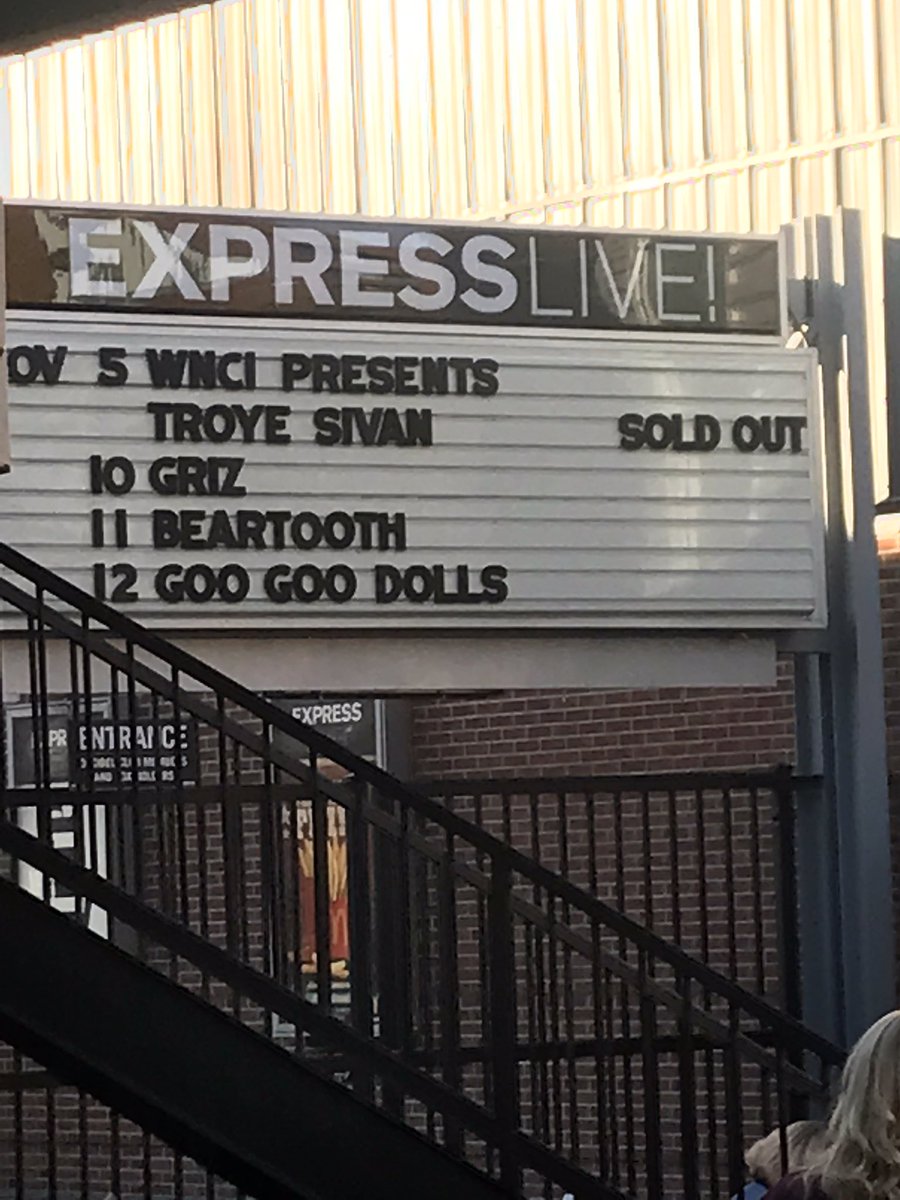 EXPRESS LIVE!
OV 5 WNCI PRESENTS
TROYE SIVAN SOLD OUT
10 GRIZ
11 BEARTOOTH
12 GOO GOO DOLLS
EXPRESS
ENTRANCE